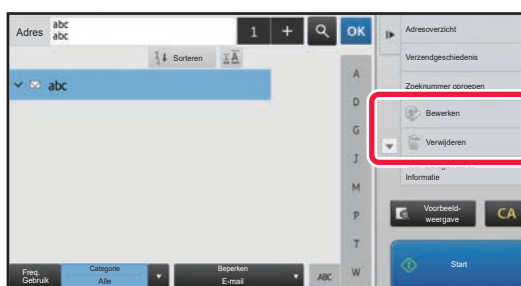 Adres abc
abc
1 + OK
Sorteren
abc
A
D
G
J
M
P
T
W
Freq.
Gebruik
Categorie
Alle
Beperken
E-mail
ABC
Adresoverzicht
Verzendgeschiedenis
Zoeknummer oproepen
Bewerken
Verwijderen
Informatie
Voorbeeld-
weergave
CA
Start